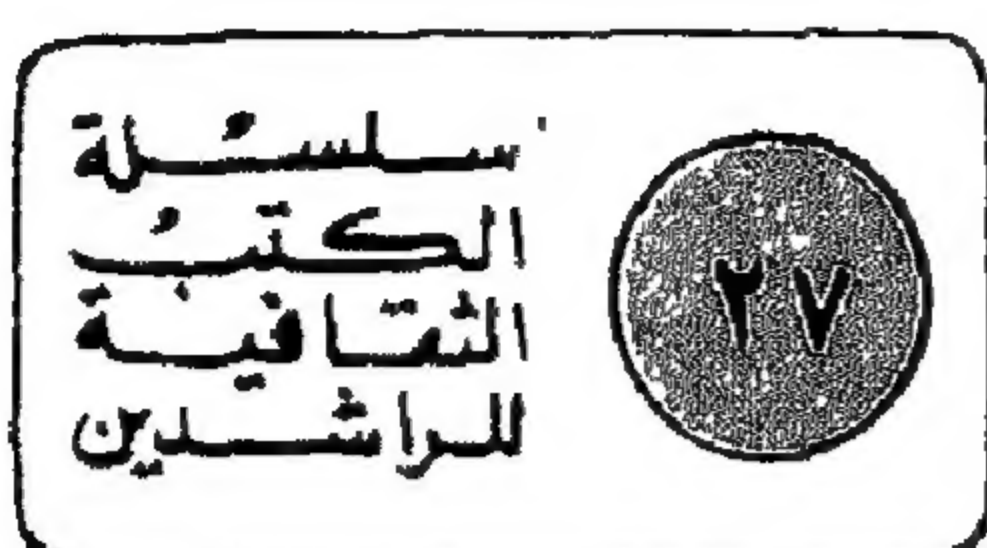 سلسلة
الكتب
الثقافية
للراشدين
٢٧